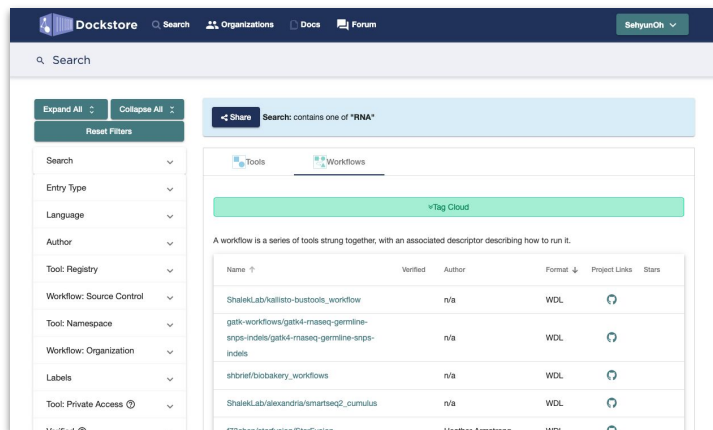 Dockstore
Search
Organizations
Docs
Forum
SehyunOh
Search
Expand All
Collapse All
Reset Filters
Search
Entry Type
Language
Author
Tool: Registry
Workflow: Source Control
Tool: Namespace
Workflow: Organization
Labels
Tool: Private Access
Share
Search: contains one of "RNA"
Tools
Workflows
Tag Cloud
A workflow is a series of tools strung together, with an associated descriptor describing how to run it.
Name Verified Author Format Project Links Stars
ShalekLab/kallisto-bustools_workflow n/a WDL
gatk-workflows/gatk4-rnaseq-germline-
snps-indels/gatk4-rnaseq-germline-snps- n/a WDL
indels
shbrief/biobakery_workflows n/a WDL
ShalekLab/alexandria/smartseq2_cumulus n/a WDL